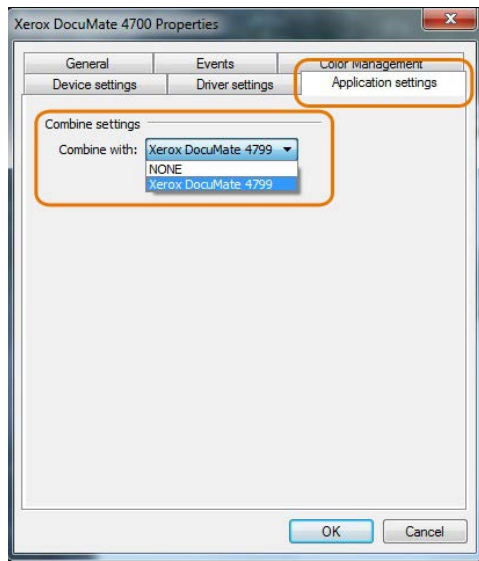 Xerox DocuMate 4700 Properties
General Events Color Management
Device settings Driver settings Application settings
Combine settings
Combine with: Xerox DocuMate 4799
NONE
Xerox DocuMate 4799
OK Cancel